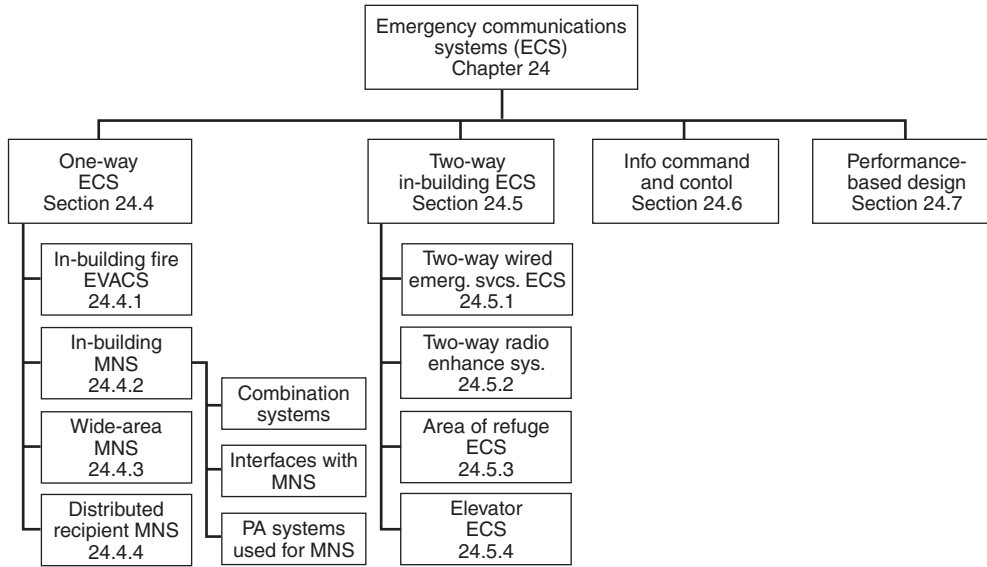 Emergency communications
systems (ECS)
Chapter 24
One-way
ECS
Section 24.4
Two-way
in-building ECS
Section 24.5
Info command
and contol
Section 24.6
Performance-
based design
Section 24.7
In-building fire
EVACS
24.4.1
In-building
MNS
24.4.2
Wide-area
MNS
24.4.3
Distributed
recipient MNS
24.4.4
Combination
systems
Interfaces with
MNS
PA systems
used for MNS
Two-way wired
emerg. svcs. ECS
24.5.1
Two-way radio
enhance sys.
24.5.2
Area of refuge
ECS
24.5.3
Elevator
ECS
24.5.4